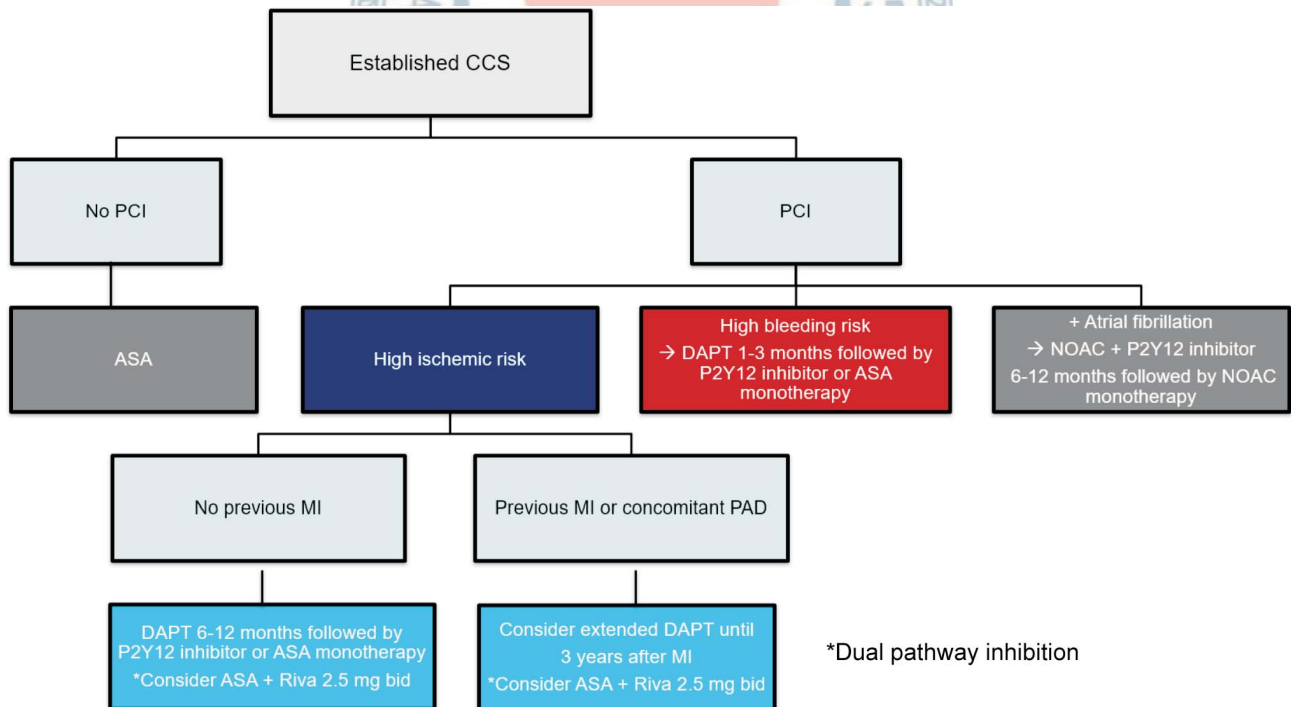 Established CCS
No PCI
PCI
ASA
High ischemic risk
High bleeding risk
→ DAPT 1-3 months followed by
P2Y12 inhibitor or ASA
monotherapy
+ Atrial fibrillation
→ NOAC + P2Y12 inhibitor
6-12 months followed by NOAC
monotherapy
No previous MI
Previous MI or concomitant PAD
DAPT 6-12 months followed by
P2Y12 inhibitor or ASA monotherapy
*Consider ASA + Riva 2.5 mg bid
Consider extended DAPT until
3 years after MI
*Consider ASA + Riva 2.5 mg bid
*Dual pathway inhibition